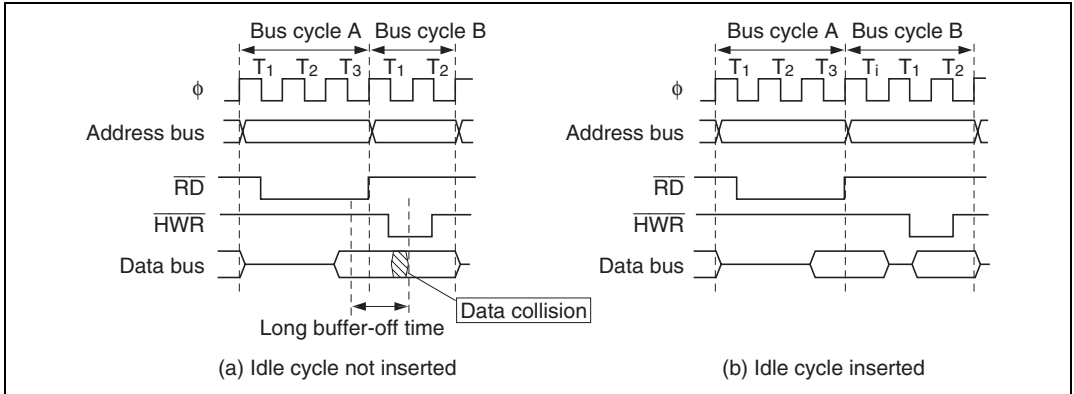 Bus cycle A Bus cycle B
T1 T2 T3 T1 T2
φ
Address bus
RD
HWR
Data bus
Data collision
Long buffer-off time
(a) Idle cycle not inserted
Bus cycle A Bus cycle B
T1 T2 T3 Ti T1 T2
φ
Address bus
RD
HWR
Data bus
(b) Idle cycle inserted